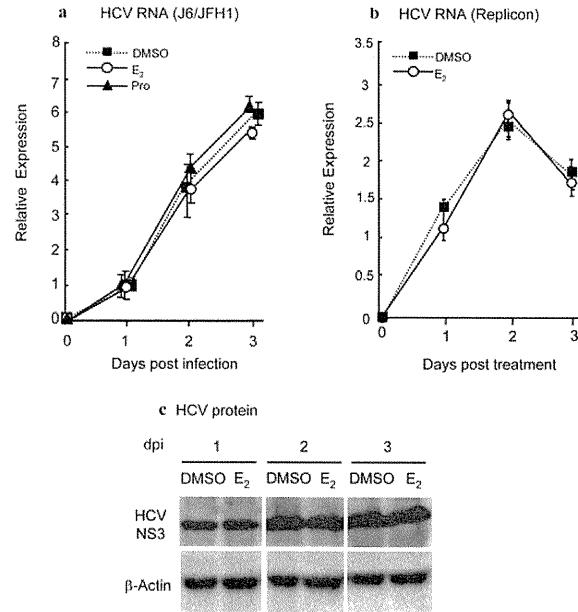 a HCV RNA (J6/JFH1)
DMSO
E2
Pro
Relative Expression
8
7
6
5
4
3
2
1
0
0 1 2 3
Days post infection
b HCV RNA (Replicon)
DMSO
E2
Relative Expression
3.5
3
2.5
2
1.5
1
0.5
0
0 1 2 3
Days post treatment
c HCV protein
dpi 1 2 3
DMSO E2 DMSO E2 DMSO E2
HCV
NS3
β-Actin